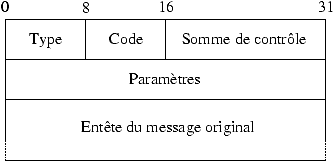 0 8 16 31
Type Code Somme de contrôle
Paramètres
Entête du message original